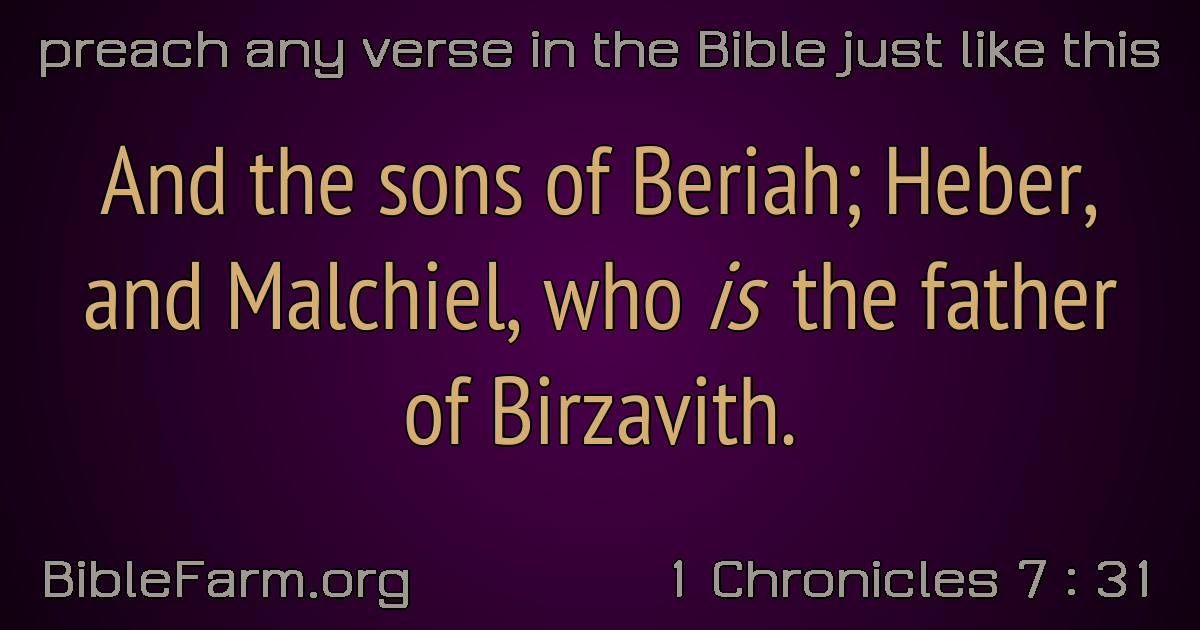 preach any verse in the Bible just like this
And the sons of Beriah; Heber,
and Malchiel, who is the father
of Birzavith.
BibleFarm.org
1 Chronicles 7 : 31